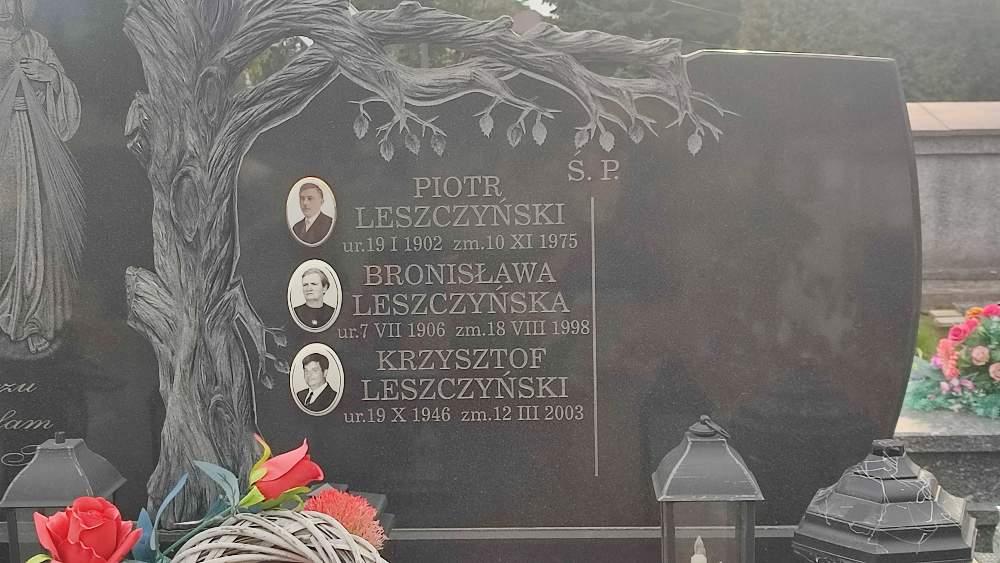 Ś. P.
PIOTR
LESZCZYŃSKI
ur.19 I 1902 zm.10 XI 1975
BRONISŁAWA
LESZCZYŃSKA
ur.7 VII 1906 zm.18 VIII 1998
KRZYSZTOF
LESZCZYŃSKI
ur.19 X 1946 zm.12 III 2003